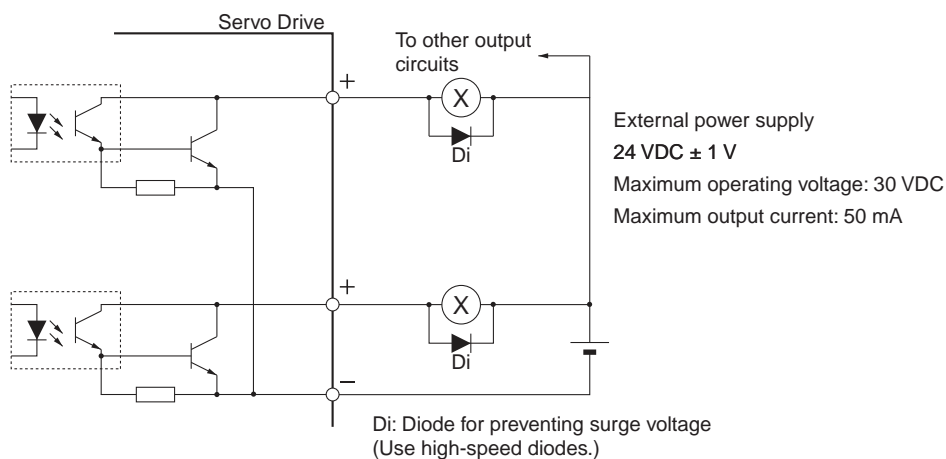 Servo Drive
To other output
circuits
+
X
Di
External power supply
24 VDC ± 1 V
Maximum operating voltage: 30 VDC
Maximum output current: 50 mA
+
X
Di
−
Di: Diode for preventing surge voltage
(Use high-speed diodes.)